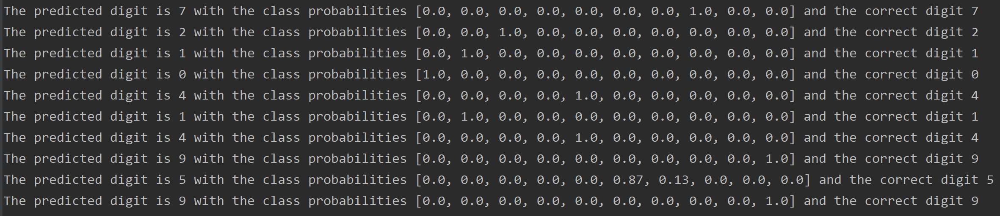 The predicted digit is 7 with the class probabilities [0.0, 0.0, 0.0, 0.0, 0.0, 0.0, 0.0, 1.0, 0.0, 0.0] and the correct digit 7
The predicted digit is 2 with the class probabilities [0.0, 0.0, 1.0, 0.0, 0.0, 0.0, 0.0, 0.0, 0.0, 0.0] and the correct digit 2
The predicted digit is 1 with the class probabilities [0.0, 1.0, 0.0, 0.0, 0.0, 0.0, 0.0, 0.0, 0.0, 0.0] and the correct digit 1
The predicted digit is 0 with the class probabilities [1.0, 0.0, 0.0, 0.0, 0.0, 0.0, 0.0, 0.0, 0.0, 0.0] and the correct digit 0
The predicted digit is 4 with the class probabilities [0.0, 0.0, 0.0, 0.0, 1.0, 0.0, 0.0, 0.0, 0.0, 0.0] and the correct digit 4
The predicted digit is 1 with the class probabilities [0.0, 1.0, 0.0, 0.0, 0.0, 0.0, 0.0, 0.0, 0.0, 0.0] and the correct digit 1
The predicted digit is 4 with the class probabilities [0.0, 0.0, 0.0, 0.0, 1.0, 0.0, 0.0, 0.0, 0.0, 0.0] and the correct digit 4
The predicted digit is 9 with the class probabilities [0.0, 0.0, 0.0, 0.0, 0.0, 0.0, 0.0, 0.0, 0.0, 1.0] and the correct digit 9
The predicted digit is 5 with the class probabilities [0.0, 0.0, 0.0, 0.0, 0.0, 0.87, 0.13, 0.0, 0.0, 0.0] and the correct digit 5
The predicted digit is 9 with the class probabilities [0.0, 0.0, 0.0, 0.0, 0.0, 0.0, 0.0, 0.0, 0.0, 1.0] and the correct digit 9